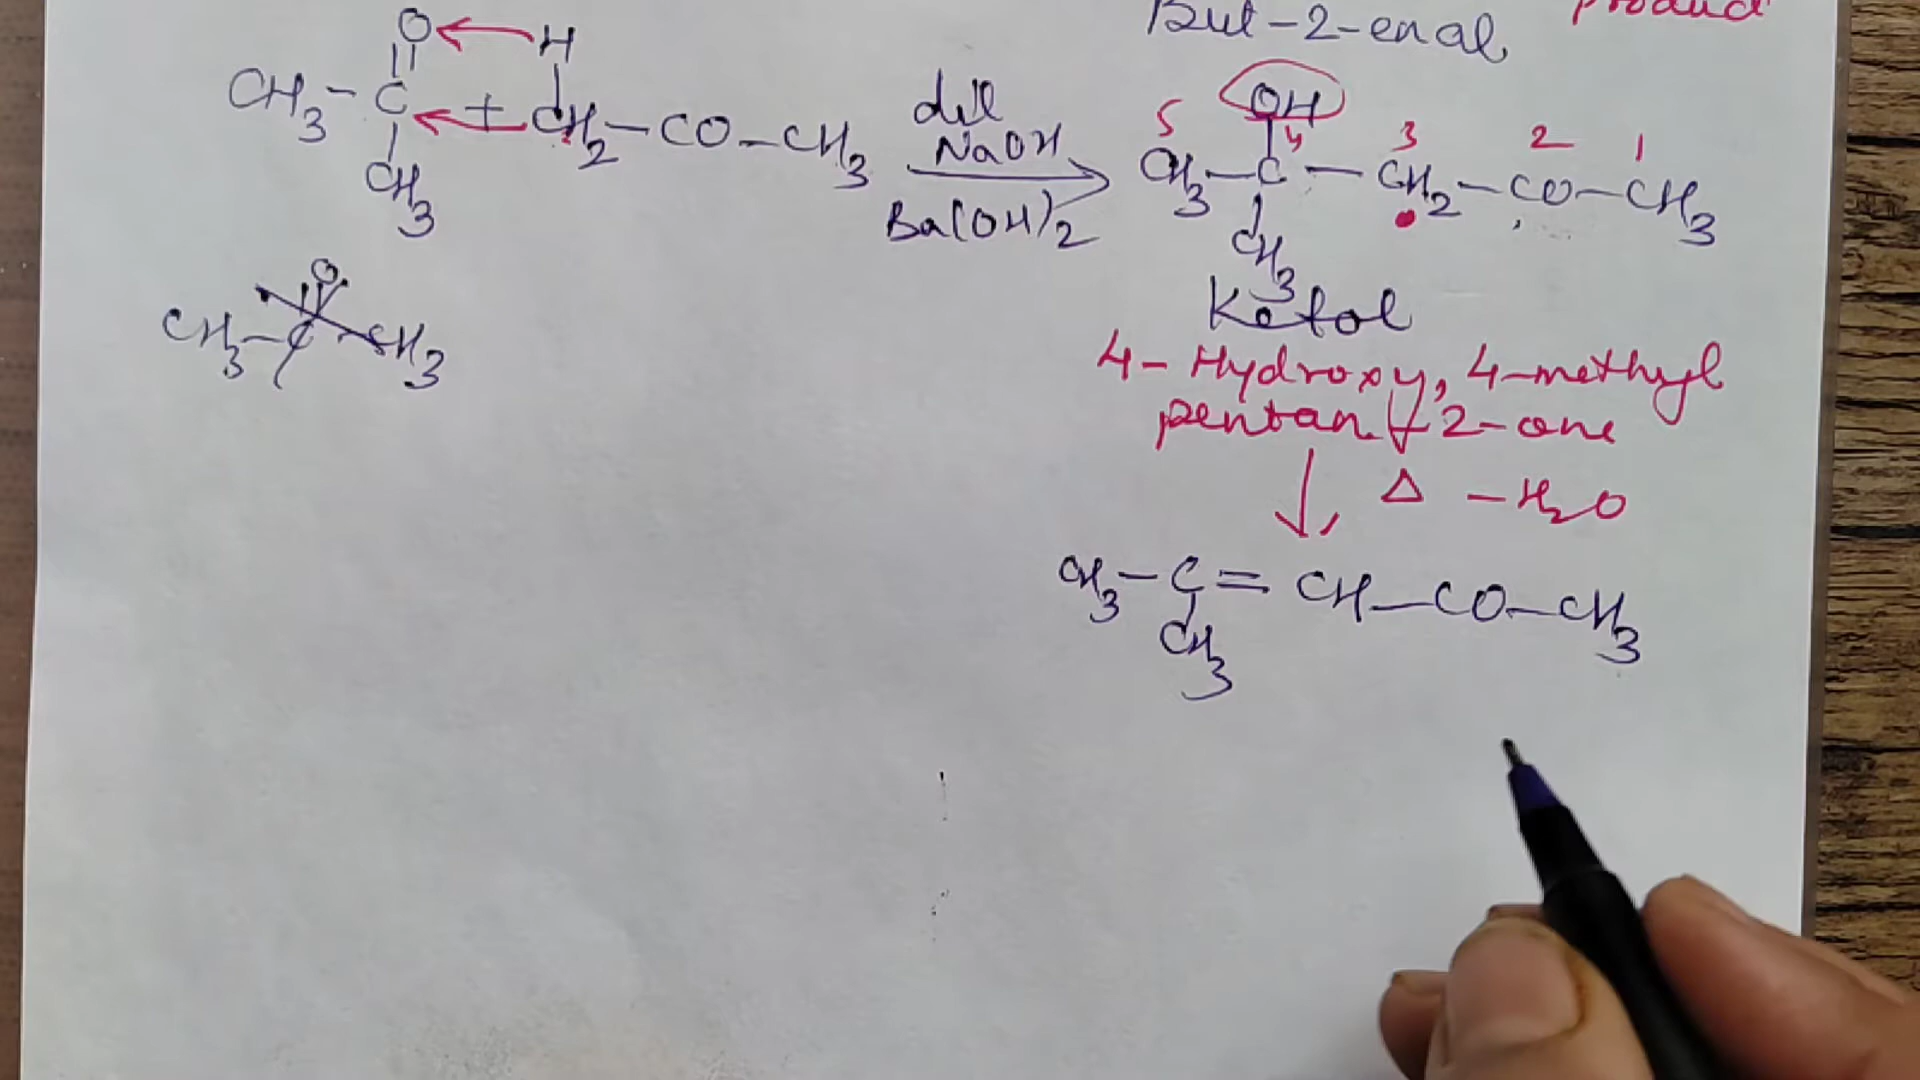 But-2-enal product
O H
CH3-C + CH2-CO-CH3 dil NaOH Ba(OH)2
CH3
5 OH 4 3 2 1
CH3-C-CH2-CO-CH3
CH3
O
CH3-C-CH3
Ketol
4-Hydroxy, 4-methyl
pentan-2-one
Δ -H2O
CH3-C=CH-CO-CH3
CH3